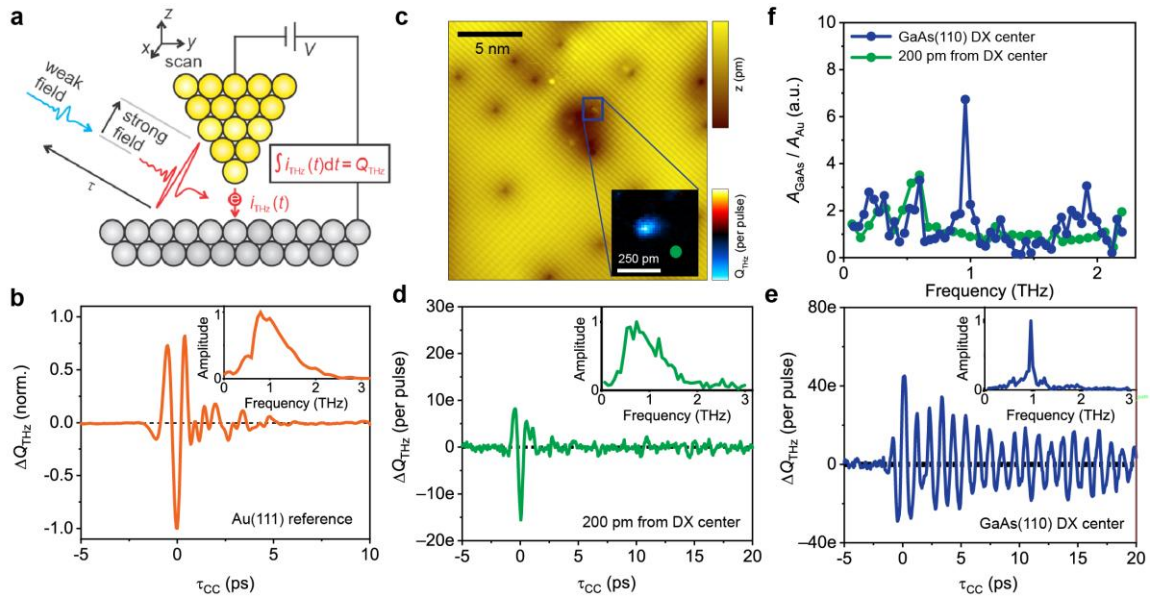 a
z
x
y
scan
V
weak
field
strong
field
τ
∫ i_THz (t)dt = Q_THz
e
i_THz (t)
b
1.0
0.5
0.0
-0.5
-1.0
ΔQ_THz (norm.)
1
0
Amplitude
0 1 2 3
Frequency (THz)
Au(111) reference
-5 0 5 10
τ_CC (ps)
c
5 nm
z (pm)
Q_THz (per pulse)
250 pm
d
30e
20e
10e
0
−10e
−20e
ΔQ_THz (per pulse)
1
0
Amplitude
0 1 2 3
Frequency (THz)
200 pm from DX center
-5 0 5 10 15 20
τ_CC (ps)
f
10
8
6
4
2
0
A_GaAs / A_Au (a.u.)
GaAs(110) DX center
200 pm from DX center
0 1 2
Frequency (THz)
e
80e
40e
0
−40e
ΔQ_THz (per pulse)
1
0
Amplitude
0 1 2 3
Frequency (THz)
GaAs(110) DX center
-5 0 5 10 15 20
τ_CC (ps)